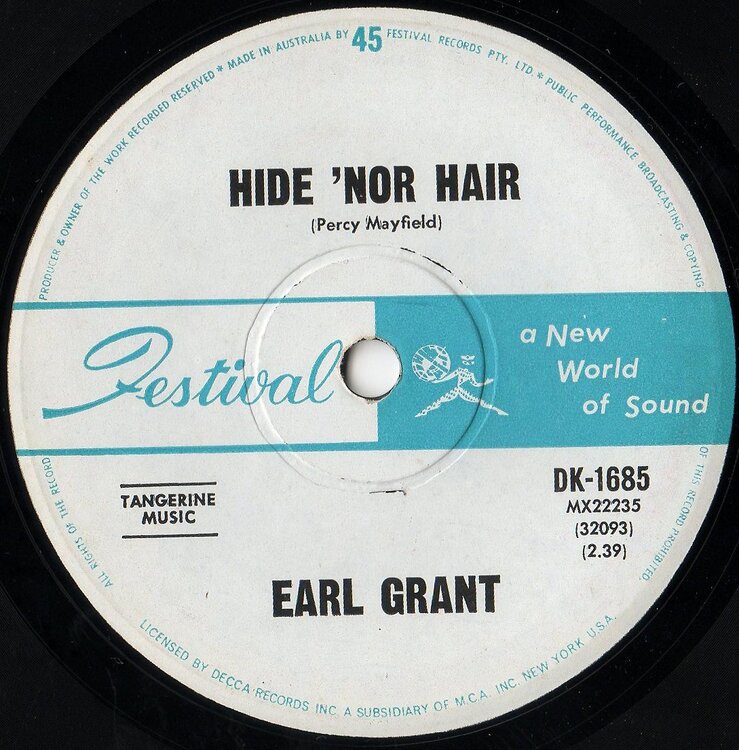 PRODUCER & OWNER OF THE WORK RECORDED RESERVED * MADE IN AUSTRALIA BY 45 FESTIVAL RECORDS PTY. LTD * PUBLIC PERFORMANCE BROADCASTING & COPYING
HIDE 'NOR HAIR
(Percy Mayfield)
Festival
a New
World
of Sound
TANGERINE
MUSIC
DK-1685
MX22235
(32093)
(2.39)
EARL GRANT
ALL RIGHTS OF THE RECORD
OF THIS RECORD PROHIBITED.
LICENSED BY DECCA RECORDS INC. A SUBSIDIARY OF M.C.A. INC. NEW YORK U.S.A.